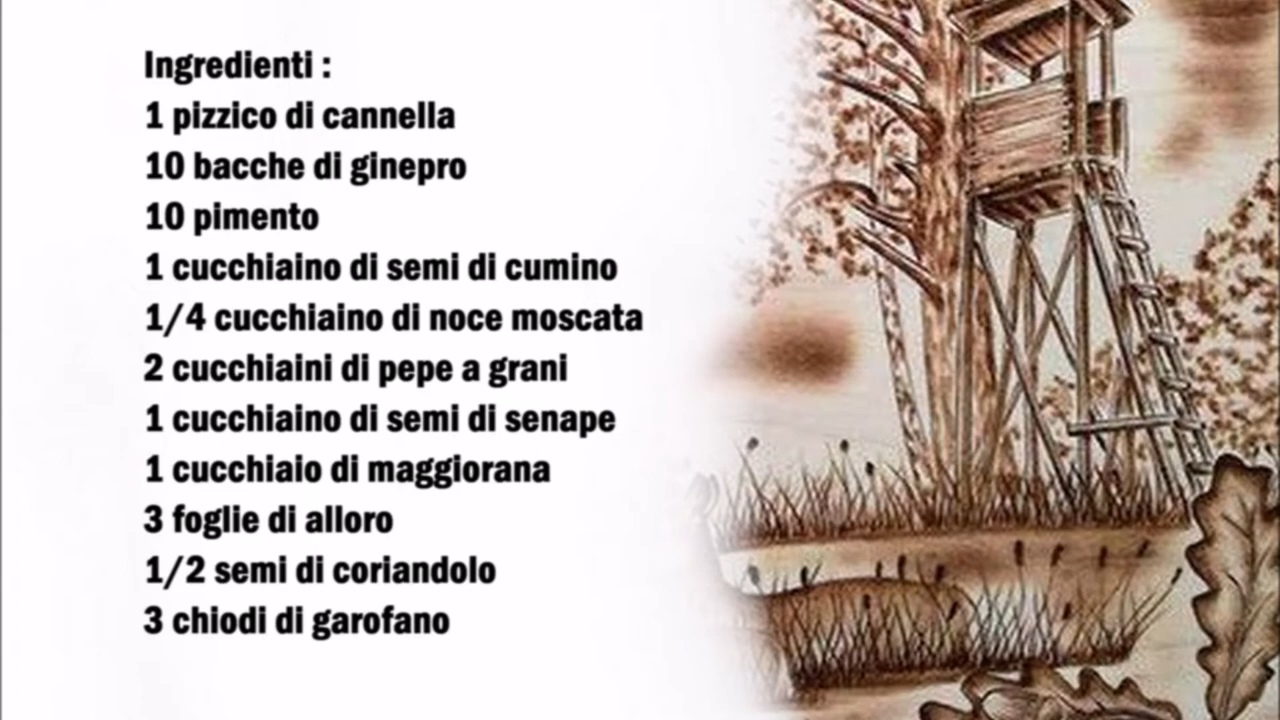 Ingredienti :
1 pizzico di cannella
10 bacche di ginepro
10 pimento
1 cucchiaino di semi di cumino
1/4 cucchiaino di noce moscata
2 cucchiaini di pepe a grani
1 cucchiaino di semi di senape
1 cucchiaio di maggiorana
3 foglie di alloro
1/2 semi di coriandolo
3 chiodi di garofano